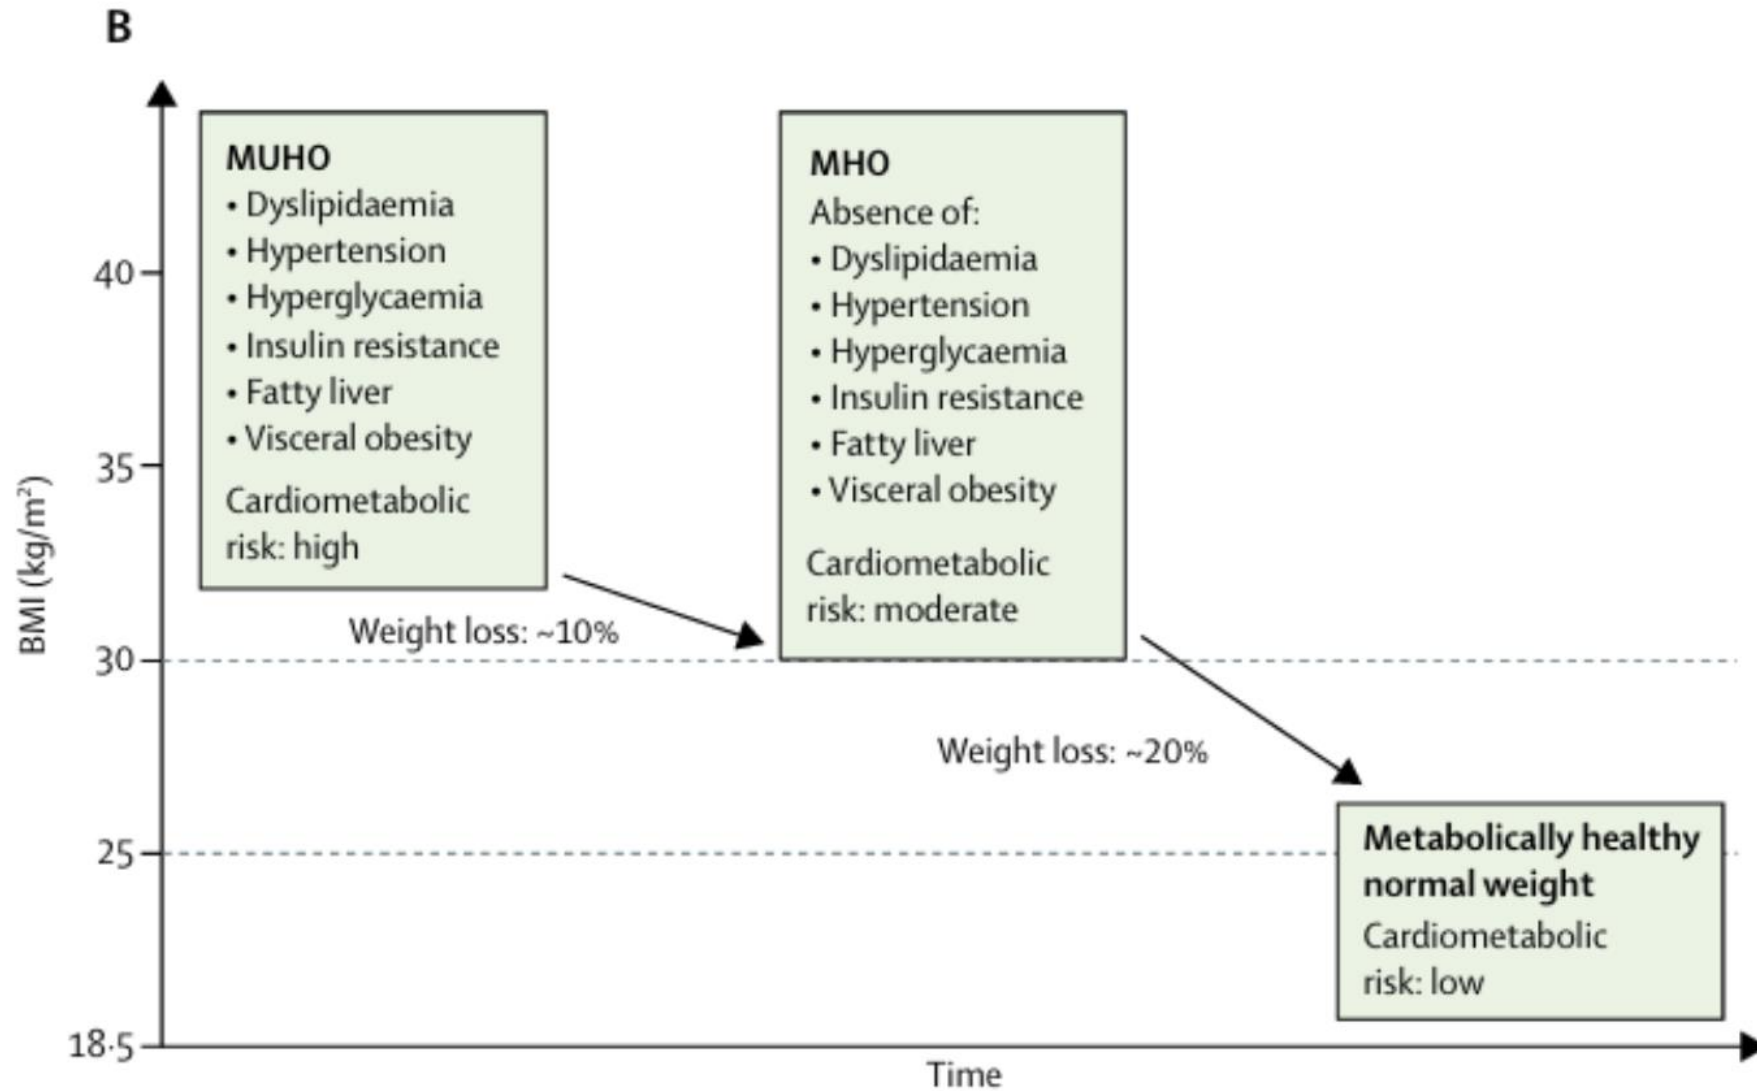 B
BMI (kg/m²)
40
35
30
25
18·5
MUHO
• Dyslipidaemia
• Hypertension
• Hyperglycaemia
• Insulin resistance
• Fatty liver
• Visceral obesity
Cardiometabolic
risk: high
Weight loss: ~10%
MHO
Absence of:
• Dyslipidaemia
• Hypertension
• Hyperglycaemia
• Insulin resistance
• Fatty liver
• Visceral obesity
Cardiometabolic
risk: moderate
Weight loss: ~20%
Metabolically healthy
normal weight
Cardiometabolic
risk: low
Time